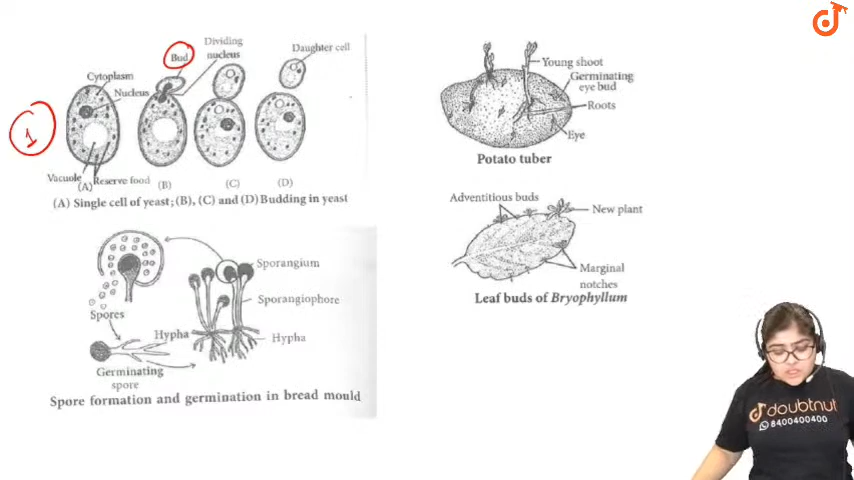 1
Bud
Dividing
nucleus
Daughter cell
Cytoplasm
Nucleus
Vacuole
Reserve food
(A)
(B)
(C)
(D)
(A) Single cell of yeast; (B), (C) and (D) Budding in yeast
Sporangium
Sporangiophore
Spores
Hypha
Hypha
Germinating
spore
Spore formation and germination in bread mould
Young shoot
Germinating
eye bud
Roots
Eye
Potato tuber
Adventitious buds
New plant
Marginal
notches
Leaf buds of Bryophyllum
doubtnut
8400400400